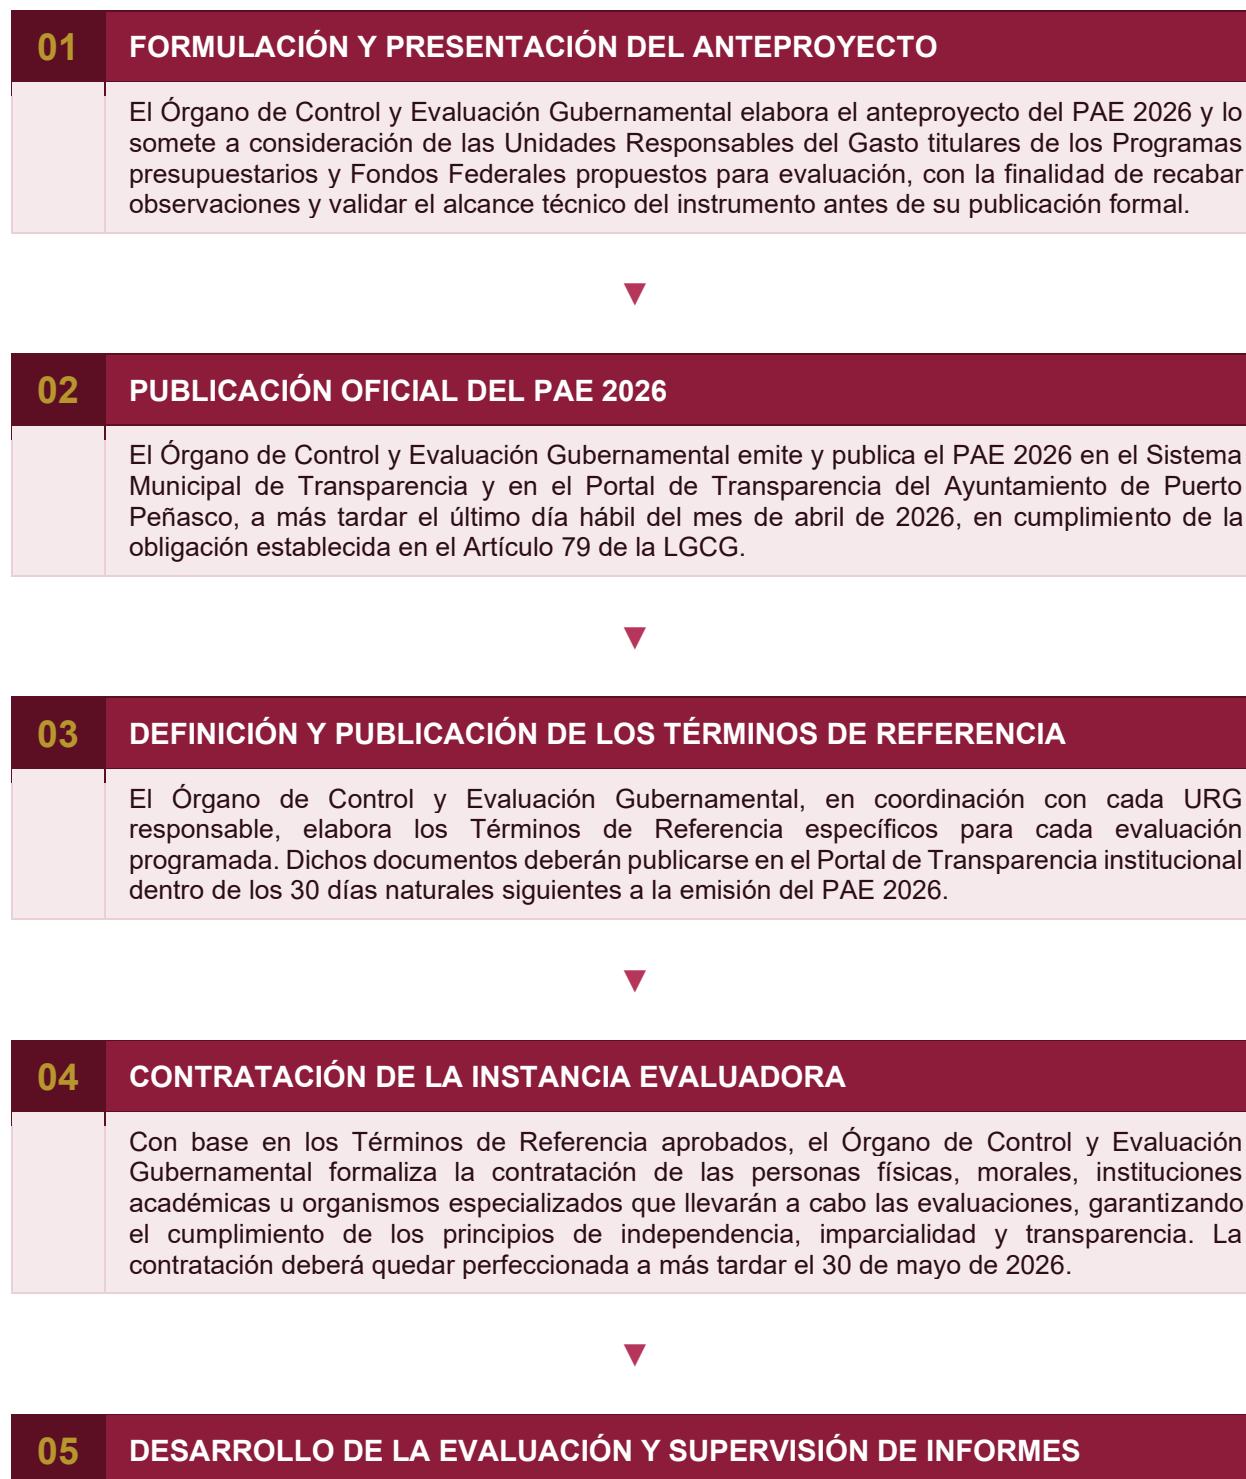 01 FORMULACIÓN Y PRESENTACIÓN DEL ANTEPROYECTO
El Órgano de Control y Evaluación Gubernamental elabora el anteproyecto del PAE 2026 y lo
somete a consideración de las Unidades Responsables del Gasto titulares de los Programas
presupuestarios y Fondos Federales propuestos para evaluación, con la finalidad de recabar
observaciones y validar el alcance técnico del instrumento antes de su publicación formal.
▼
02 PUBLICACIÓN OFICIAL DEL PAE 2026
El Órgano de Control y Evaluación Gubernamental emite y publica el PAE 2026 en el Sistema
Municipal de Transparencia y en el Portal de Transparencia del Ayuntamiento de Puerto
Peñasco, a más tardar el último día hábil del mes de abril de 2026, en cumplimiento de la
obligación establecida en el Artículo 79 de la LGCG.
▼
03 DEFINICIÓN Y PUBLICACIÓN DE LOS TÉRMINOS DE REFERENCIA
El Órgano de Control y Evaluación Gubernamental, en coordinación con cada URG
responsable, elabora los Términos de Referencia específicos para cada evaluación
programada. Dichos documentos deberán publicarse en el Portal de Transparencia institucional
dentro de los 30 días naturales siguientes a la emisión del PAE 2026.
▼
04 CONTRATACIÓN DE LA INSTANCIA EVALUADORA
Con base en los Términos de Referencia aprobados, el Órgano de Control y Evaluación
Gubernamental formaliza la contratación de las personas físicas, morales, instituciones
académicas u organismos especializados que llevarán a cabo las evaluaciones, garantizando
el cumplimiento de los principios de independencia, imparcialidad y transparencia. La
contratación deberá quedar perfeccionada a más tardar el 30 de mayo de 2026.
▼
05 DESARROLLO DE LA EVALUACIÓN Y SUPERVISIÓN DE INFORMES